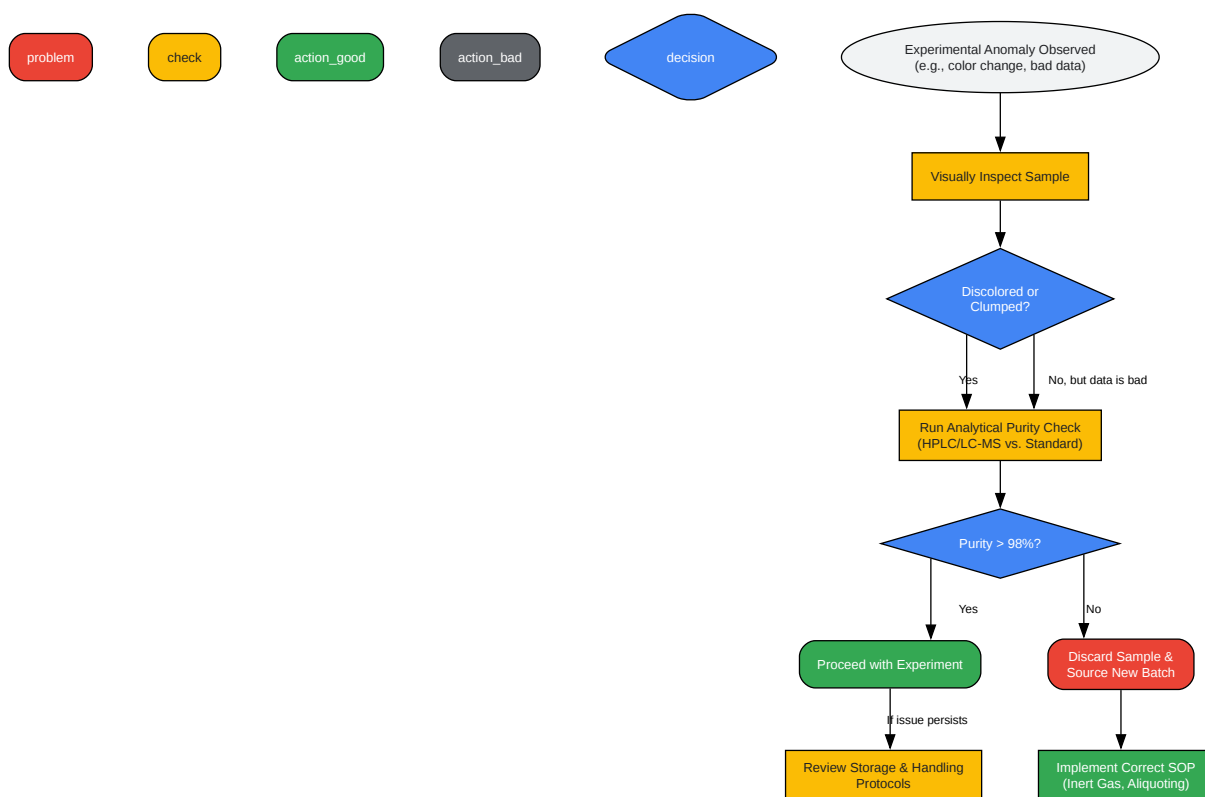 problem
check
action_good
action_bad
decision
Experimental Anomaly Observed
(e.g., color change, bad data)
Visually Inspect Sample
Discolored or
Clumped?
Yes
No, but data is bad
Run Analytical Purity Check
(HPLC/LC-MS vs. Standard)
Purity > 98%?
Yes
No
Proceed with Experiment
Discard Sample &
Source New Batch
If issue persists
Review Storage & Handling
Protocols
Implement Correct SOP
(Inert Gas, Aliquoting)